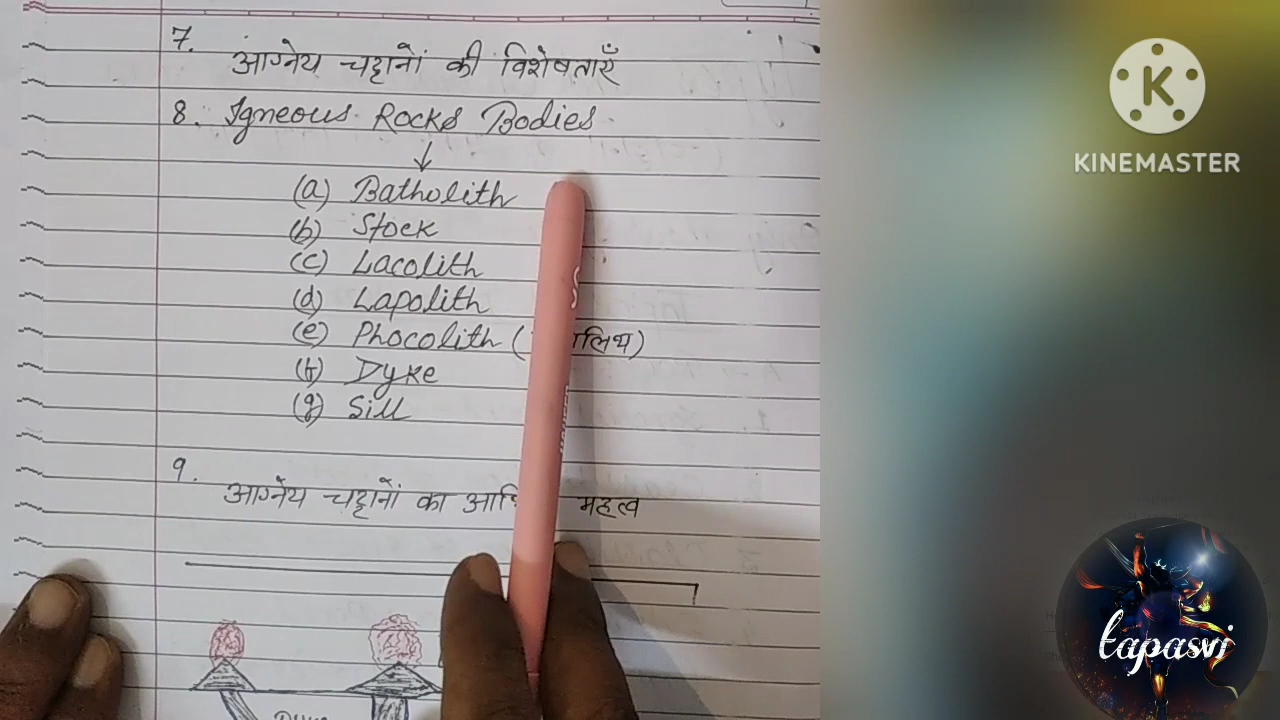 7.
आग्नेय चट्टानों की विशेषताएँ
8. Igneous Rocks Bodies
(a) Batholith
(b) Stock
(c) Lacolith
(d) Lapolith
(e) Phocolith ( लिथ)
(f) Dyke
(g) Sill
9.
आग्नेय चट्टानों का महत्व
KINEMASTER
tapasvi